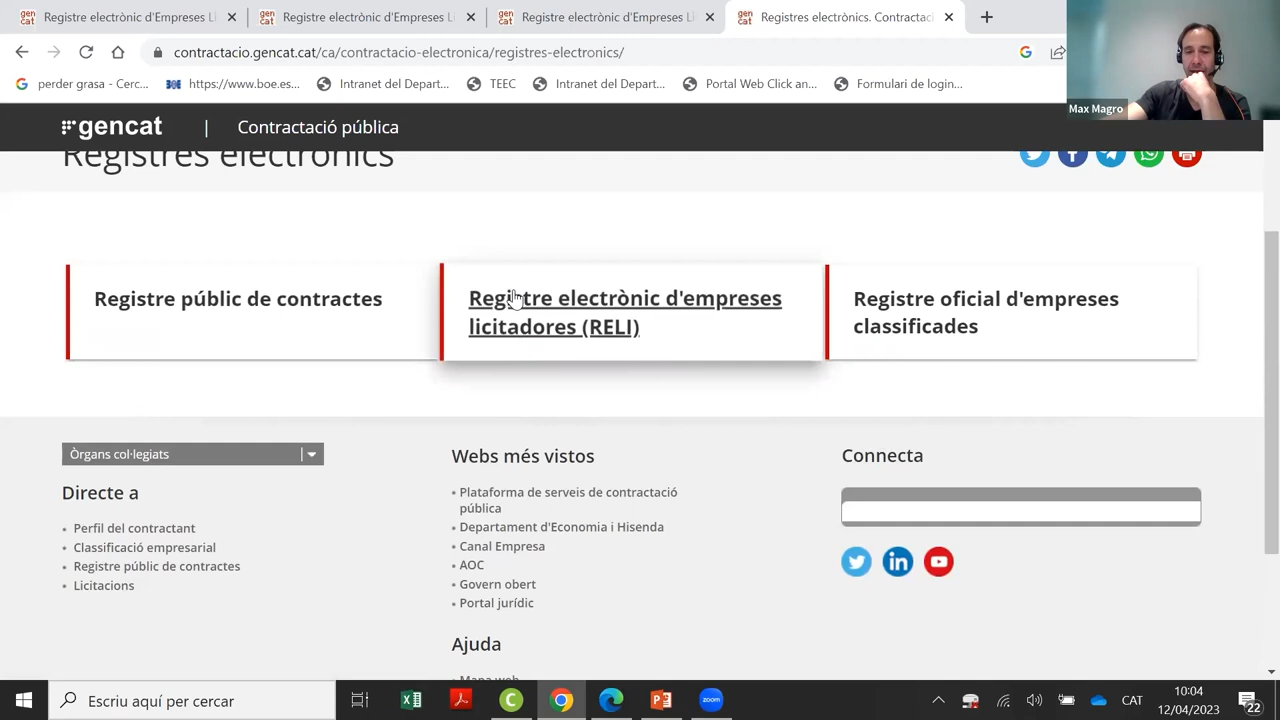 Registre electrònic d'Empreses Li
Registre electrònic d'Empreses Li
Registre electrònic d'Empreses Li
Registres electrònics. Contractac
contractacio.gencat.cat/ca/contractacio-electronica/registres-electronics/
perder grasa - Cerc...
https://www.boe.es...
Intranet del Depart...
TEEC
Intranet del Depart...
Portal Web Click an...
Formulari de login...
Max Magro
gencat | Contractació pública
Registres electrònics
Registre públic de contractes
Registre electrònic d'empreses
licitadores (RELI)
Registre oficial d'empreses
classificades
Òrgans col·legiats
Directe a
Perfil del contractant
Classificació empresarial
Registre públic de contractes
Licitacions
Webs més vistos
Plataforma de serveis de contractació
pública
Departament d'Economia i Hisenda
Canal Empresa
AOC
Govern obert
Portal jurídic
Ajuda
Connecta
Escriu aquí per cercar
CAT
10:04
12/04/2023
22